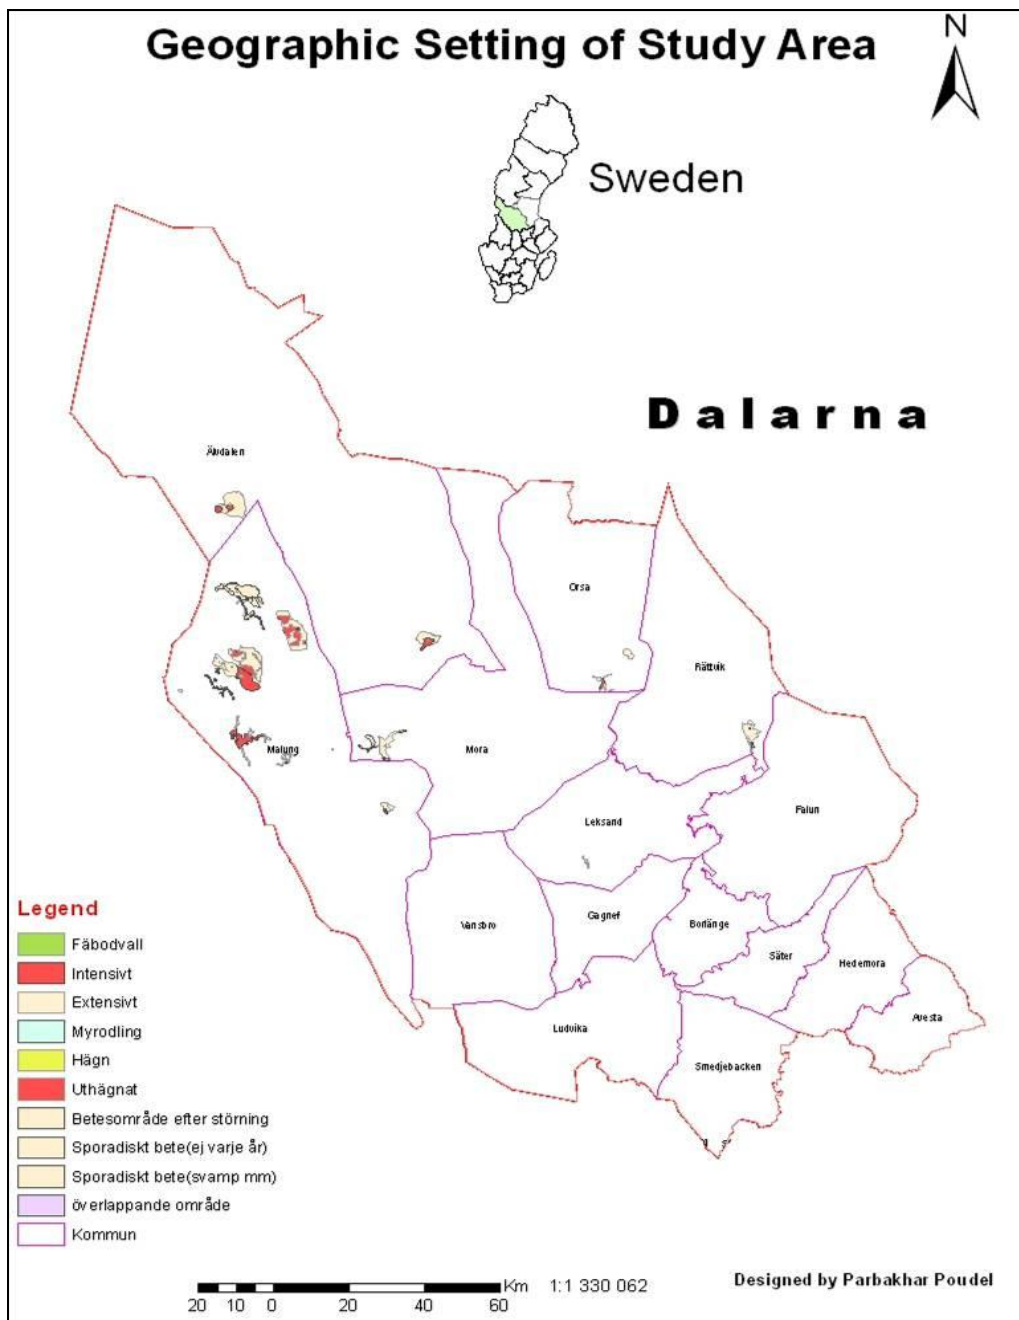 Geographic Setting of Study Area
N
Sweden
Dalarna
Älvdalen
Orsa
Rättvik
Malung
Mora
Leksand
Falun
Vansbro
Gagnef
Borlänge
Säter
Hedemora
Avesta
Ludvika
Smedjebacken
Legend
Fäbodvall
Intensivt
Extensivt
Myrodling
Hägn
Uthägnat
Betesområde efter störning
Sporadiskt bete(ej varje år)
Sporadiskt bete(svamp mm)
överlappande område
Kommun
Km 1:1 330 062
20 10 0 20 40 60
Designed by Parbakhar Poudel